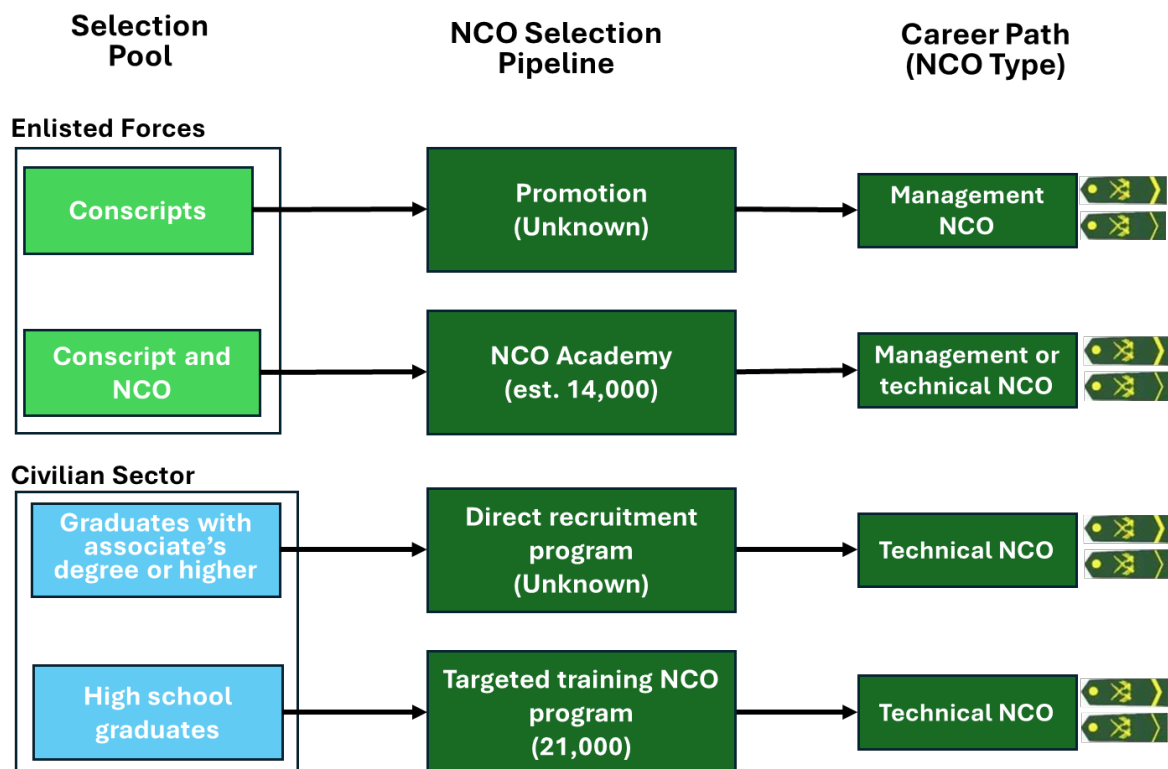 Selection
Pool
NCO Selection
Pipeline
Career Path
(NCO Type)
Enlisted Forces
Conscripts
Promotion
(Unknown)
Management
NCO
Conscript and
NCO
NCO Academy
(est. 14,000)
Management or
technical NCO
Civilian Sector
Graduates with
associate's
degree or higher
Direct recruitment
program
(Unknown)
Technical NCO
High school
graduates
Targeted training NCO
program
(21,000)
Technical NCO